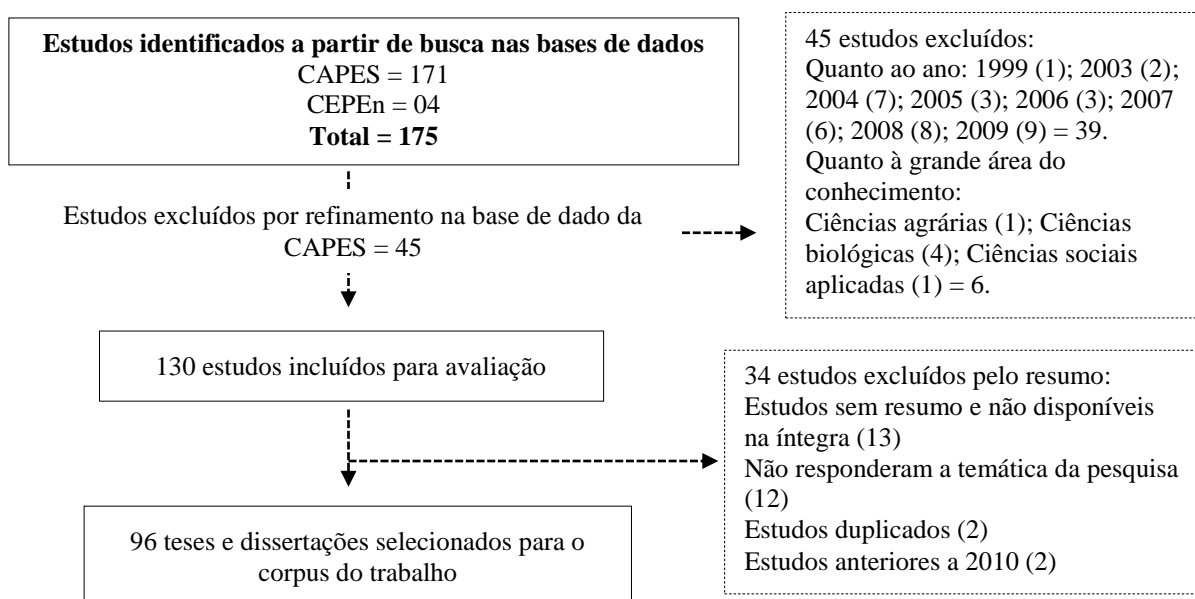 Estudos identificados a partir de busca nas bases de dados
CAPES = 171
CEPEn = 04
Total = 175
45 estudos excluídos:
Quanto ao ano: 1999 (1); 2003 (2);
2004 (7); 2005 (3); 2006 (3); 2007
(6); 2008 (8); 2009 (9) = 39.
Quanto à grande área do
conhecimento:
Ciências agrárias (1); Ciências
biológicas (4); Ciências sociais
aplicadas (1) = 6.
Estudos excluídos por refinamento na base de dado da
CAPES = 45
130 estudos incluídos para avaliação
34 estudos excluídos pelo resumo:
Estudos sem resumo e não disponíveis
na íntegra (13)
Não responderam a temática da pesquisa
(12)
Estudos duplicados (2)
Estudos anteriores a 2010 (2)
96 teses e dissertações selecionados para o
corpus do trabalho